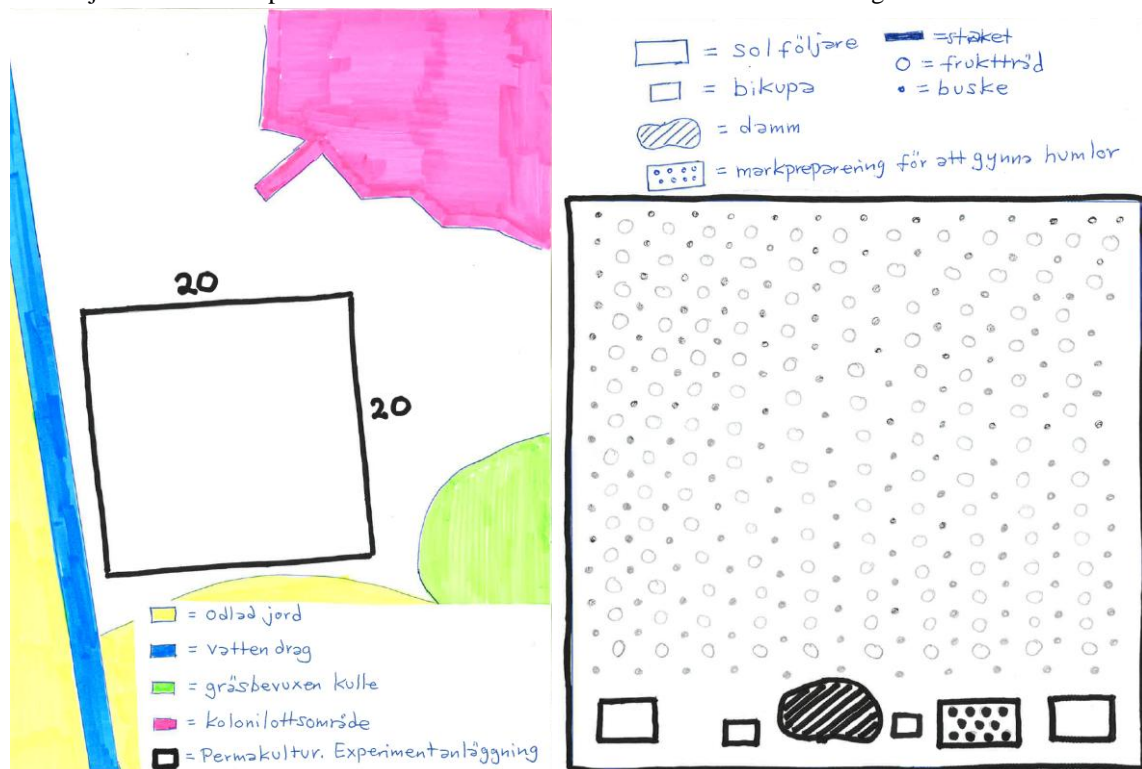 20
20
= odlad jord
= vatten drag
= gräsbevuxen kulle
= kolonilottsområde
= Permakultur. Experimentanläggning
= solföljare
= staket
= bikupa
= fruktträd
= buske
= damm
= markpreparering för att gynna humlor